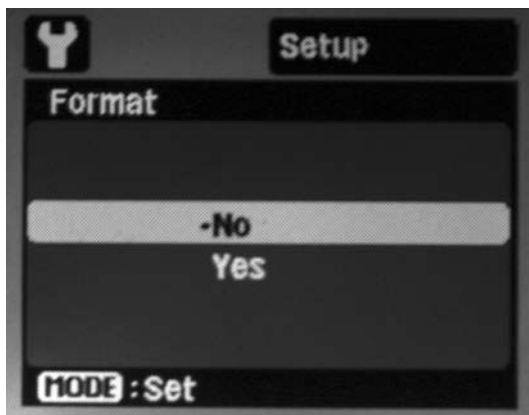 Setup
Format
-No
Yes
MODE :Set